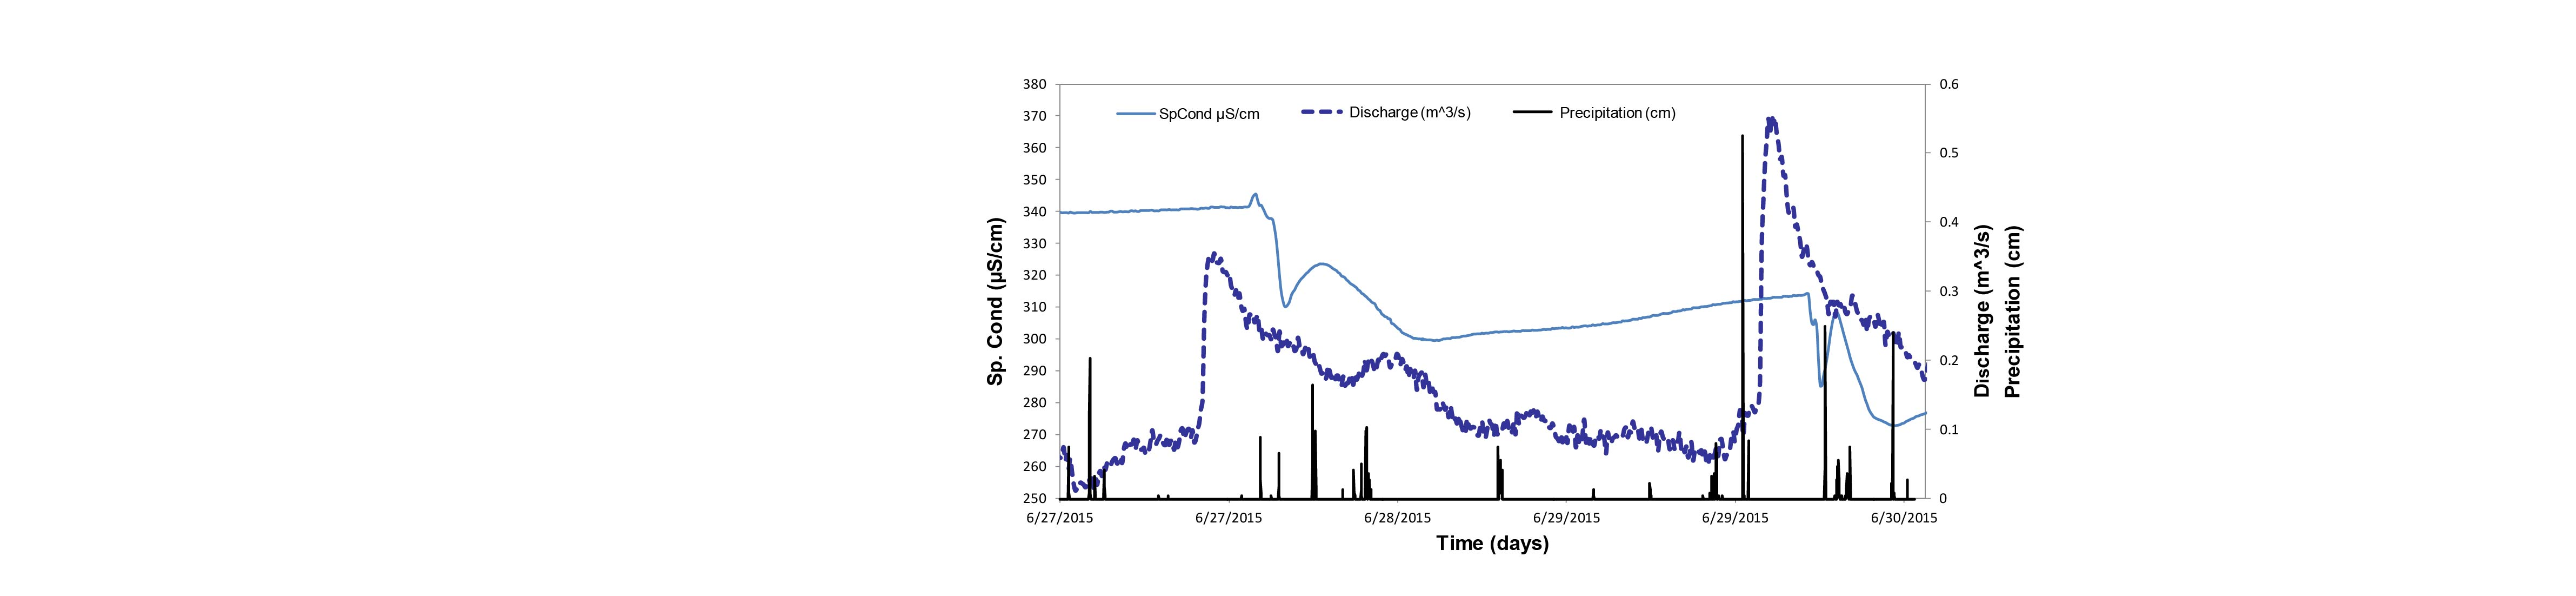 SpCond µS/cm
Discharge (m^3/s)
Precipitation (cm)
380
370
360
350
340
330
320
310
300
290
280
270
260
250
Sp. Cond (µS/cm)
0.6
0.5
0.4
0.3
0.2
0.1
0
Discharge (m^3/s)
Precipitation (cm)
6/27/2015 6/27/2015 6/28/2015 6/29/2015 6/29/2015 6/30/2015
Time (days)